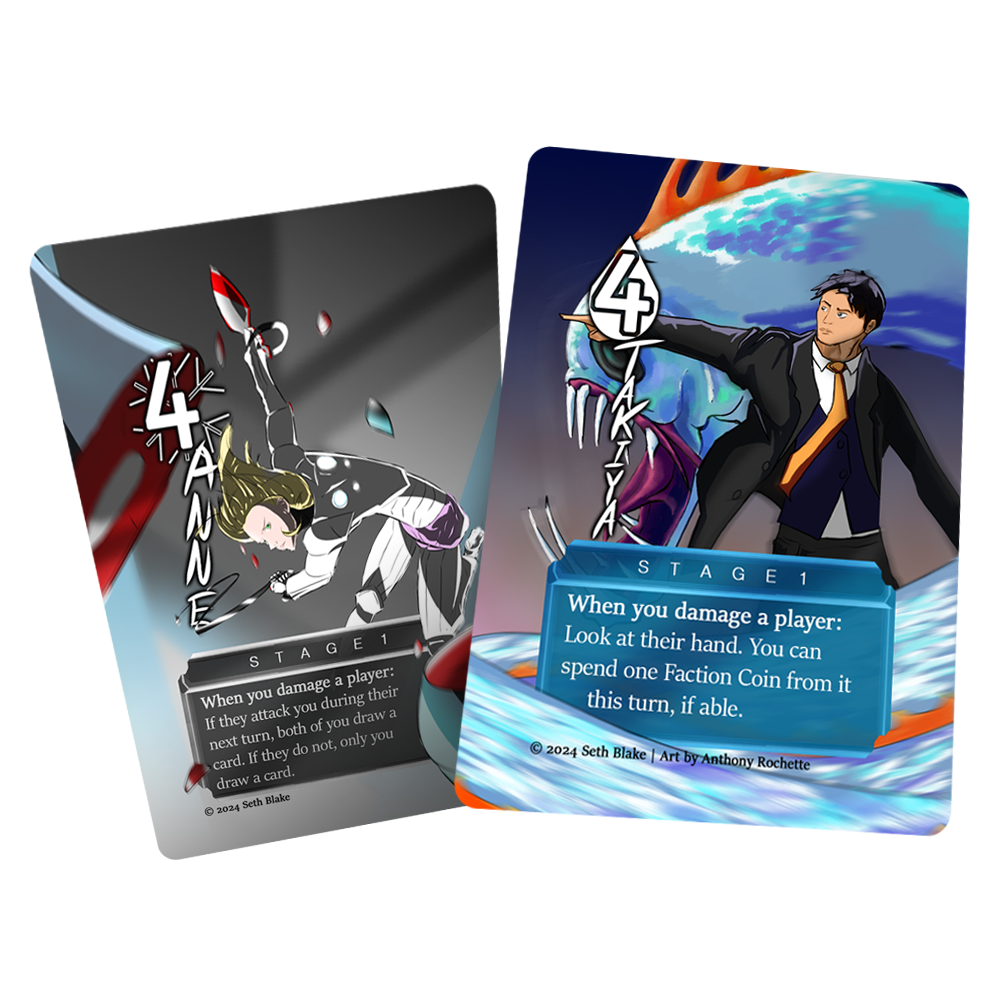 4
ANNE
STAGE 1
When you damage a player:
If they attack you during their
next turn, both of you draw a
card. If they do not, only you
draw a card.
© 2024 Seth Blake
4
TAKIYA
STAGE 1
When you damage a player:
Look at their hand. You can
spend one Faction Coin from it
this turn, if able.
© 2024 Seth Blake | Art by Anthony Rochette